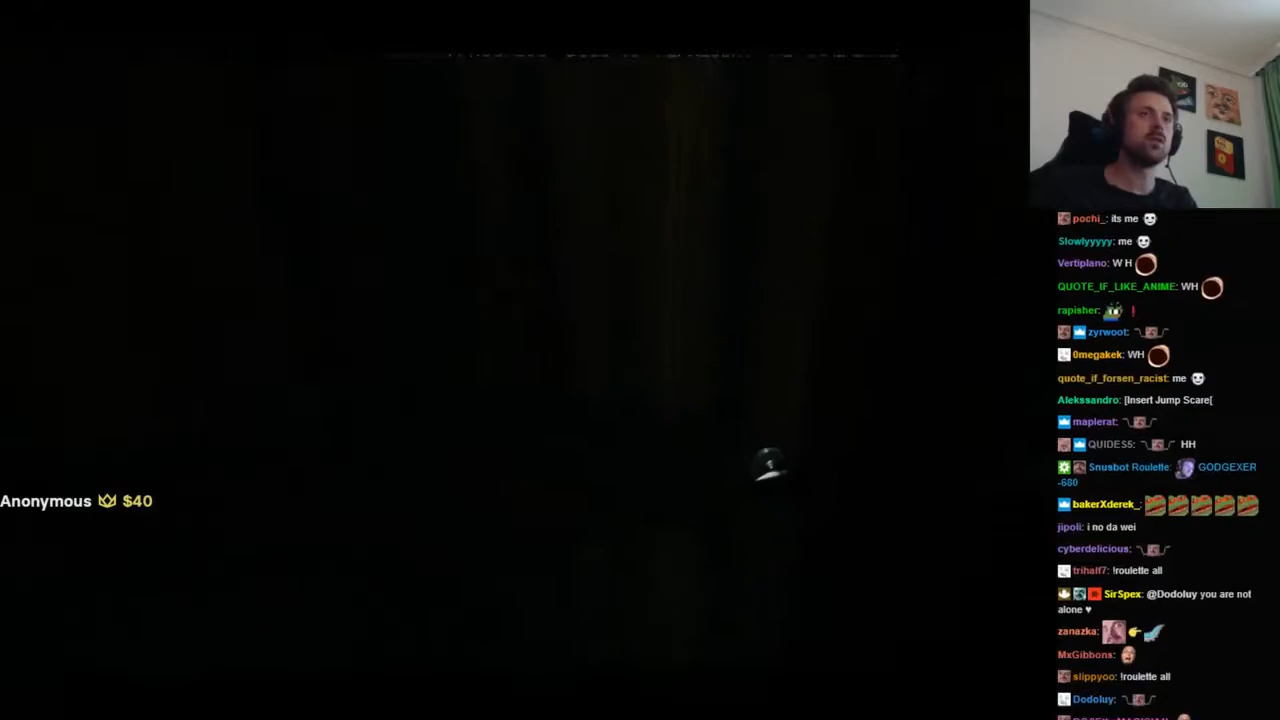 pochi_: its me
Slowlyyyyy: me
Vertiplano: W H
QUOTE_IF_LIKE_ANIME: WH
rapisher:
zyrwoot:
0megakek: WH
quote_if_forsen_racist: me
Alekssandro: [Insert Jump Scare[
maplerat:
QUIDES5: HH
Snusbot Roulette: GODGEXER
-680
Anonymous $40
bakerXderek_:
jipoli: i no da wei
cyberdelicious:
trihalf7: !roulette all
SirSpex: @Dodoluy you are not
alone ♥
zanazka:
MxGibbons:
slippyoo: !roulette all
Dodoluy: